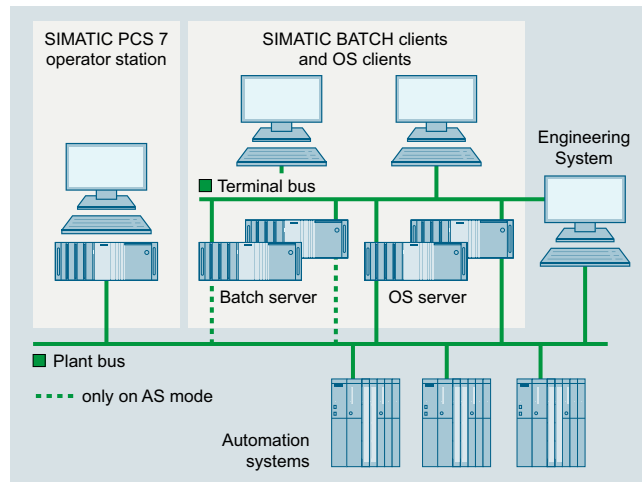 SIMATIC PCS 7
operator station
SIMATIC BATCH clients
and OS clients
Engineering
System
Terminal bus
Batch server
OS server
Plant bus
only on AS mode
Automation
systems